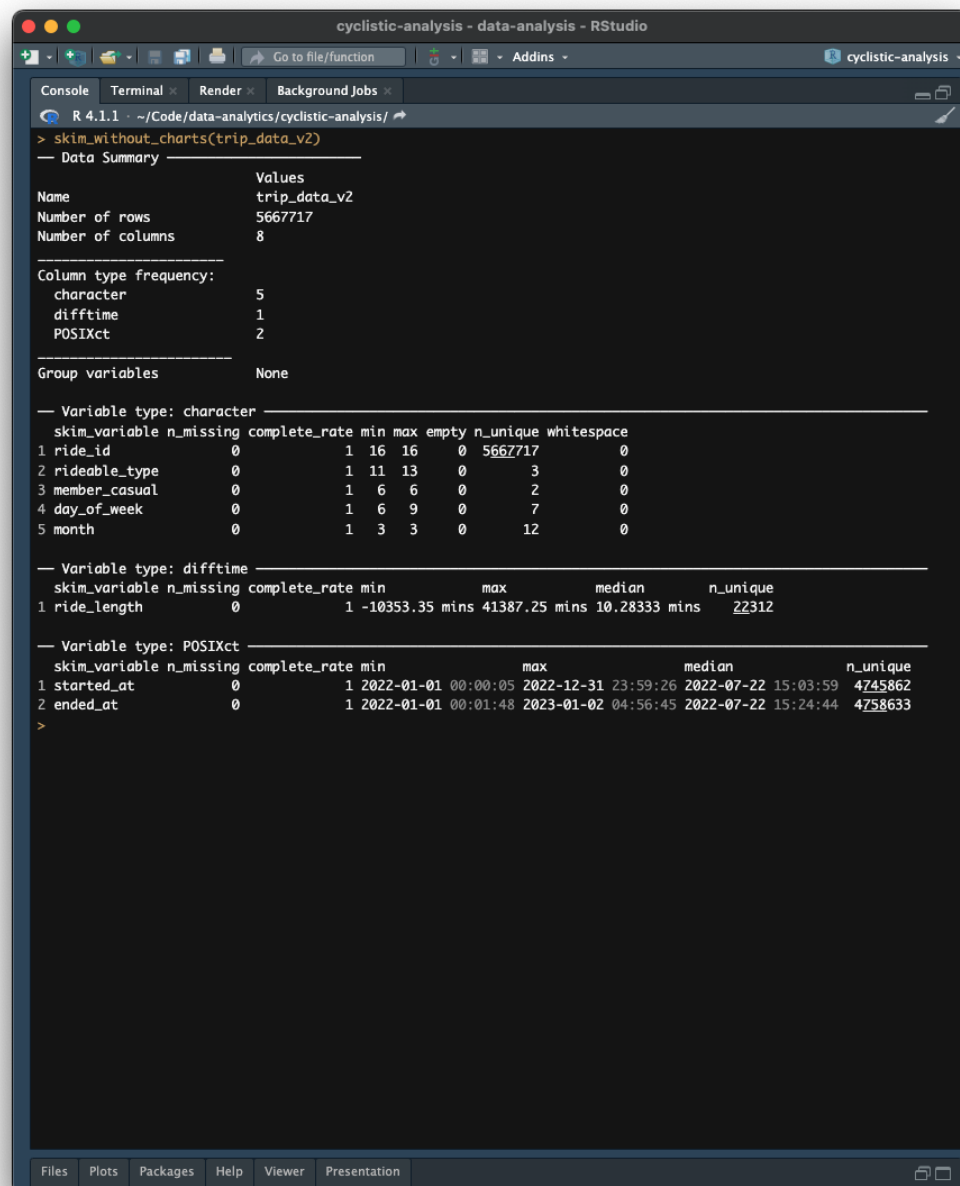 cyclistic-analysis - data-analysis - RStudio
Go to file/function Addins cyclistic-analysis
Console Terminal Render Background Jobs
R 4.1.1 · ~/Code/data-analytics/cyclistic-analysis/
> skim_without_charts(trip_data_v2)
── Data Summary ────────────────────────
                           Values
Name                       trip_data_v2
Number of rows             5667717
Number of columns          8
_______________________
Column type frequency:
  character                5
  difftime                 1
  POSIXct                  2
________________________
Group variables            None
── Variable type: character ────────────────────────
  skim_variable n_missing complete_rate min max empty n_unique whitespace
1 ride_id               0             1  16  16     0  5667717          0
2 rideable_type         0             1  11  13     0        3          0
3 member_casual         0             1   6   6     0        2          0
4 day_of_week           0             1   6   9     0        7          0
5 month                 0             1   3   3     0       12          0
── Variable type: difftime ────────────────────────
  skim_variable n_missing complete_rate min            max           median        n_unique
1 ride_length           0             1 -10353.35 mins 41387.25 mins 10.28333 mins    22312
── Variable type: POSIXct ────────────────────────
  skim_variable n_missing complete_rate min                 max                 median              n_unique
1 started_at            0             1 2022-01-01 00:00:05 2022-12-31 23:59:26 2022-07-22 15:03:59  4745862
2 ended_at              0             1 2022-01-01 00:01:48 2023-01-02 04:56:45 2022-07-22 15:24:44  4758633
>
Files Plots Packages Help Viewer Presentation